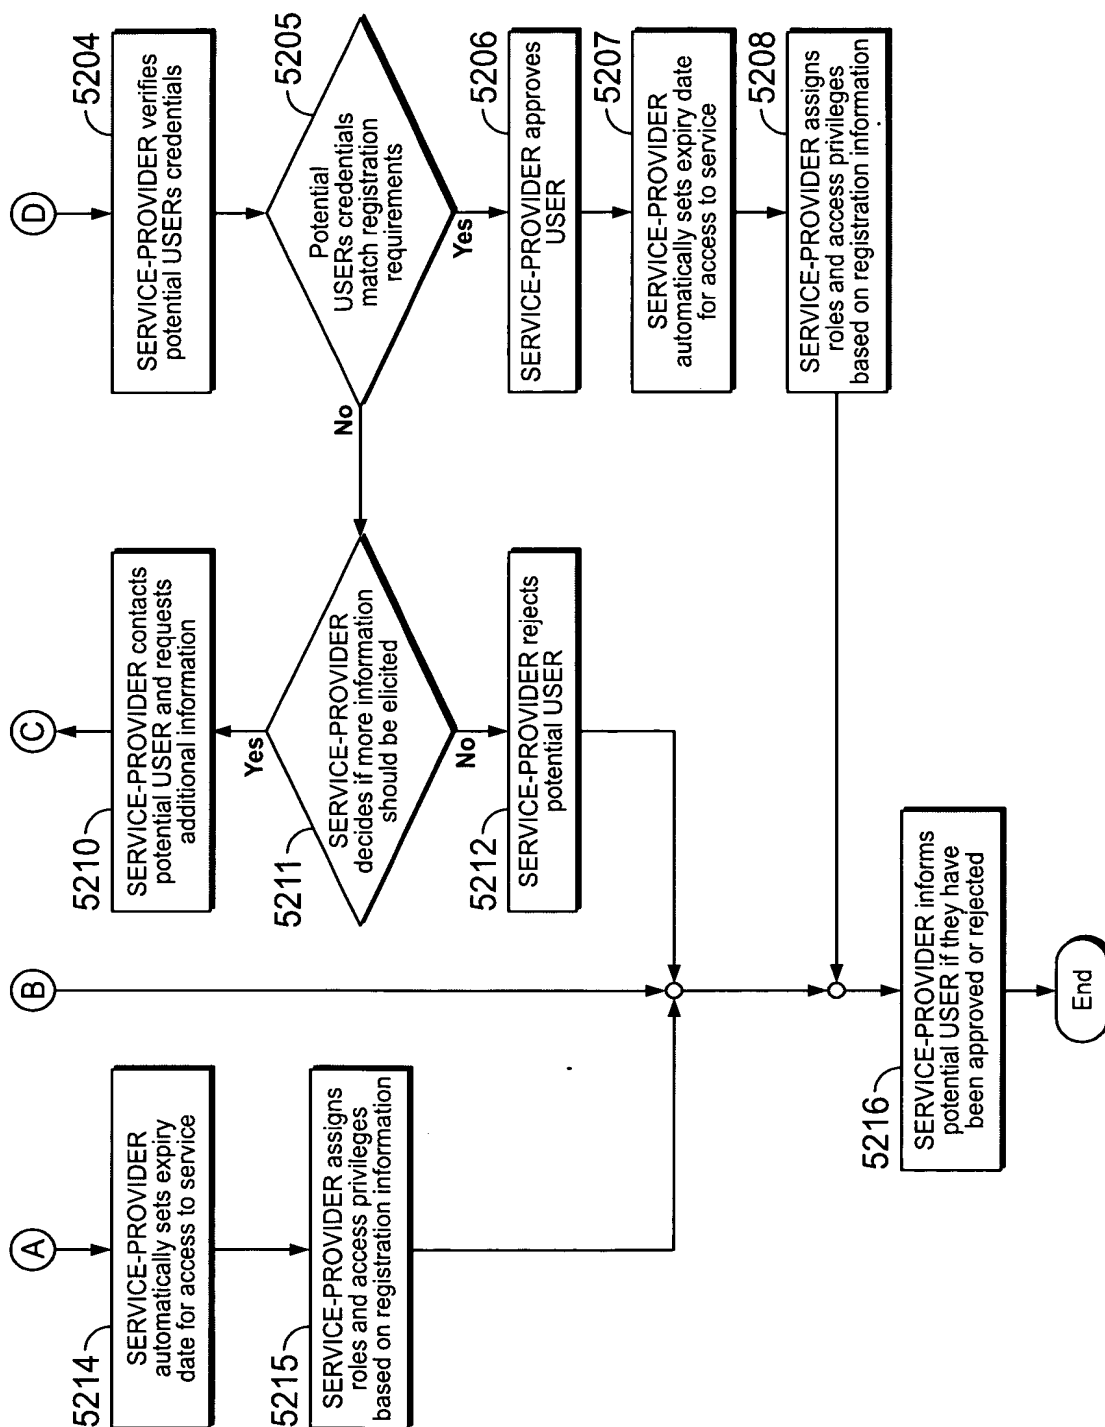 A
5214
SERVICE-PROVIDER
automatically sets expiry
date for access to service
5215
SERVICE-PROVIDER assigns
roles and access privileges
based on registration information
B
C
5210
SERVICE-PROVIDER contacts
potential USER and requests
additional information
Yes
5211
SERVICE-PROVIDER
decides if more information
should be elicited
No
5212
SERVICE-PROVIDER rejects
potential USER
D
5204
SERVICE-PROVIDER verifies
potential USERs credentials
5205
Potential
USERs credentials
match registration
requirements
No
Yes
5206
SERVICE-PROVIDER approves
USER
5207
SERVICE-PROVIDER
automatically sets expiry date
for access to service
5208
SERVICE-PROVIDER assigns
roles and access privileges
based on registration information
5216
SERVICE-PROVIDER informs
potential USER if they have
been approved or rejected
End